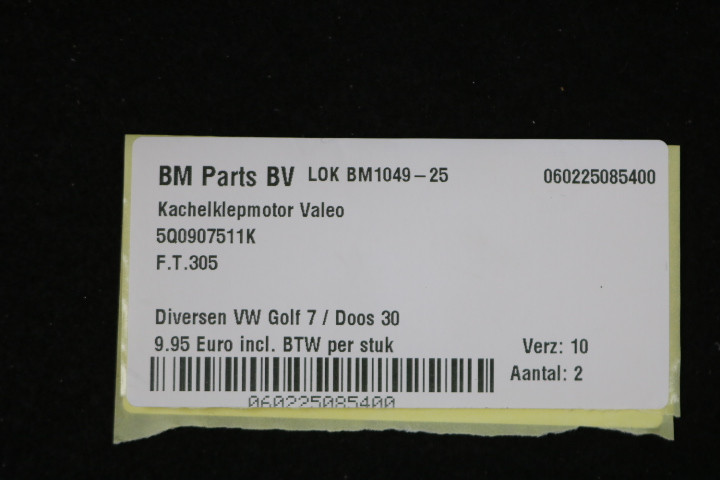 BM Parts BV LOK BM1049-25 060225085400
Kachelklepmotor Valeo
5Q0907511K
F.T.305
Diversen VW Golf 7 / Doos 30
9.95 Euro incl. BTW per stuk Verz: 10
Aantal: 2
060225085400